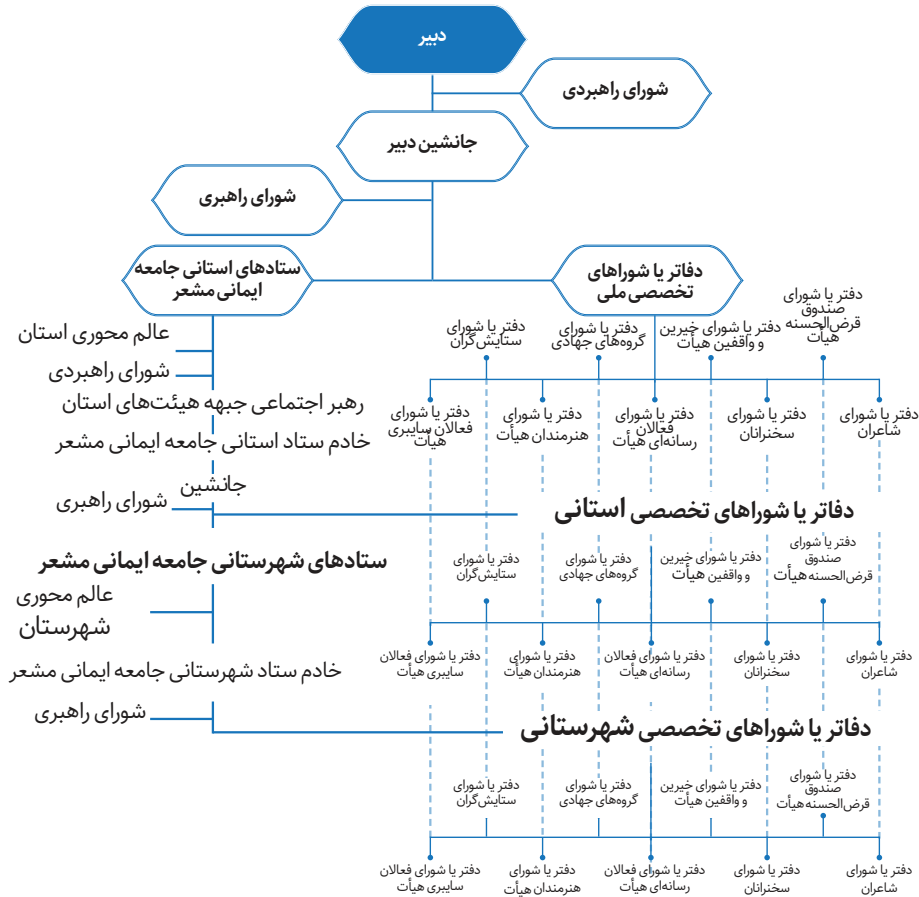 دبیر
شورای راهبردی
جانشین دبیر
شورای راهبری
دفاتر یا شوراهای
تخصصی ملی
ستادهای استانی جامعه
ایمانی مشعر
دفتر یا شورای
صندوق
قرض‌الحسنه
هیأت
دفتر یا شورای خیرین
و واقفین هیأت
دفتر یا شورای
گروه‌های جهادی
دفتر یا شورای
ستایش‌گران
دفتر یا شورای
شاعران
دفتر یا شورای
سخنرانان
دفتر یا شورای
فعالان
رسانه‌ای هیأت
دفتر یا شورای
هنرمندان هیأت
دفتر یا شورای
فعالان سایبری
هیأت
عالم محوری استان
شورای راهبردی
رهبر اجتماعی جبهه هیئت‌های استان
خادم ستاد استانی جامعه ایمانی مشعر
جانشین
شورای راهبری
دفاتر یا شوراهای تخصصی استانی
دفتر یا شورای
صندوق
قرض‌الحسنه هیأت
دفتر یا شورای خیرین
و واقفین هیأت
دفتر یا شورای
گروه‌های جهادی
دفتر یا شورای
ستایش‌گران
دفتر یا شورای
شاعران
دفتر یا شورای
سخنرانان
دفتر یا شورای فعالان
رسانه‌ای هیأت
دفتر یا شورای
هنرمندان هیأت
دفتر یا شورای فعالان
سایبری هیأت
ستادهای شهرستانی جامعه ایمانی مشعر
عالم محوری
شهرستان
خادم ستاد شهرستانی جامعه ایمانی مشعر
شورای راهبری
دفاتر یا شوراهای تخصصی شهرستانی
دفتر یا شورای
صندوق
قرض‌الحسنه هیأت
دفتر یا شورای خیرین
و واقفین هیأت
دفتر یا شورای
گروه‌های جهادی
دفتر یا شورای
ستایش‌گران
دفتر یا شورای
شاعران
دفتر یا شورای
سخنرانان
دفتر یا شورای فعالان
رسانه‌ای هیأت
دفتر یا شورای
هنرمندان هیأت
دفتر یا شورای فعالان
سایبری هیأت